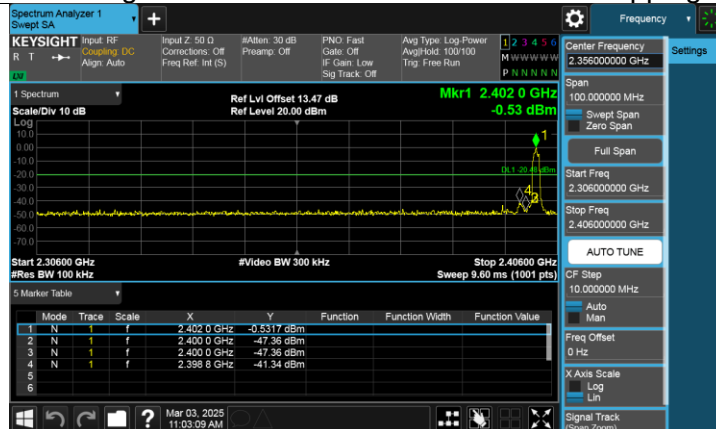 Spectrum Analyzer 1
Swept SA
+
Frequency
KEYSIGHT
R T
LW
Input: RF
Coupling: DC
Align: Auto
Input Z: 50 Ω
Corrections: Off
Freq Ref: Int (S)
#Atten: 30 dB
Preamp: Off
PNO: Fast
Gate: Off
IF Gain: Low
Sig Track: Off
Avg Type: Log-Power
Avg|Hold: 100/100
Trig: Free Run
1 2 3 4 5 6
M W W W W W
P N N N N N
Center Frequency
2.356000000 GHz
Settings
Span
100.000000 MHz
Swept Span
Zero Span
Full Span
Start Freq
2.306000000 GHz
Stop Freq
2.406000000 GHz
AUTO TUNE
CF Step
10.000000 MHz
Auto
Man
Freq Offset
0 Hz
X Axis Scale
Log
Lin
Signal Track
(Span Zoom)
1 Spectrum
Scale/Div 10 dB
Ref Lvl Offset 13.47 dB
Ref Level 20.00 dBm
Mkr1 2.402 0 GHz
-0.53 dBm
Log
10.0
0.00
-10.0
-20.0
-30.0
-40.0
-50.0
-60.0
-70.0
1
DL1 -20.48 dBm
4
Start 2.30600 GHz
#Res BW 100 kHz
#Video BW 300 kHz
Stop 2.40600 GHz
Sweep 9.60 ms (1001 pts)
5 Marker Table
Mode Trace Scale X Y Function Function Width Function Value
1 N 1 f 2.402 0 GHz -0.5317 dBm
2 N 1 f 2.400 0 GHz -47.36 dBm
3 N 1 f 2.400 0 GHz -47.36 dBm
4 N 1 f 2.398 8 GHz -41.34 dBm
5
6
?
Mar 03, 2025
11:03:09 AM